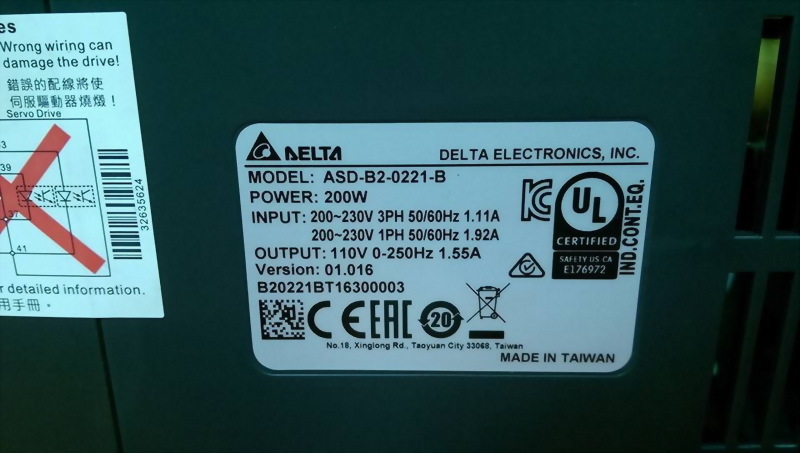 es
Wrong wiring can
damage the drive!
錯誤的配線將使
伺服驅動器燒燬！
Servo Drive
39
37
41
32635624
r detailed information.
用手冊。
DELTA
DELTA ELECTRONICS, INC.
MODEL: ASD-B2-0221-B
POWER: 200W
INPUT: 200~230V 3PH 50/60Hz 1.11A
200~230V 1PH 50/60Hz 1.92A
OUTPUT: 110V 0-250Hz 1.55A
Version: 01.016
B20221BT16300003
UL
CERTIFIED
SAFETY US CA
E176972
IND.CONT.EQ.
CE EAC 20
No.18, Xinglong Rd., Taoyuan City 33068, Taiwan
MADE IN TAIWAN